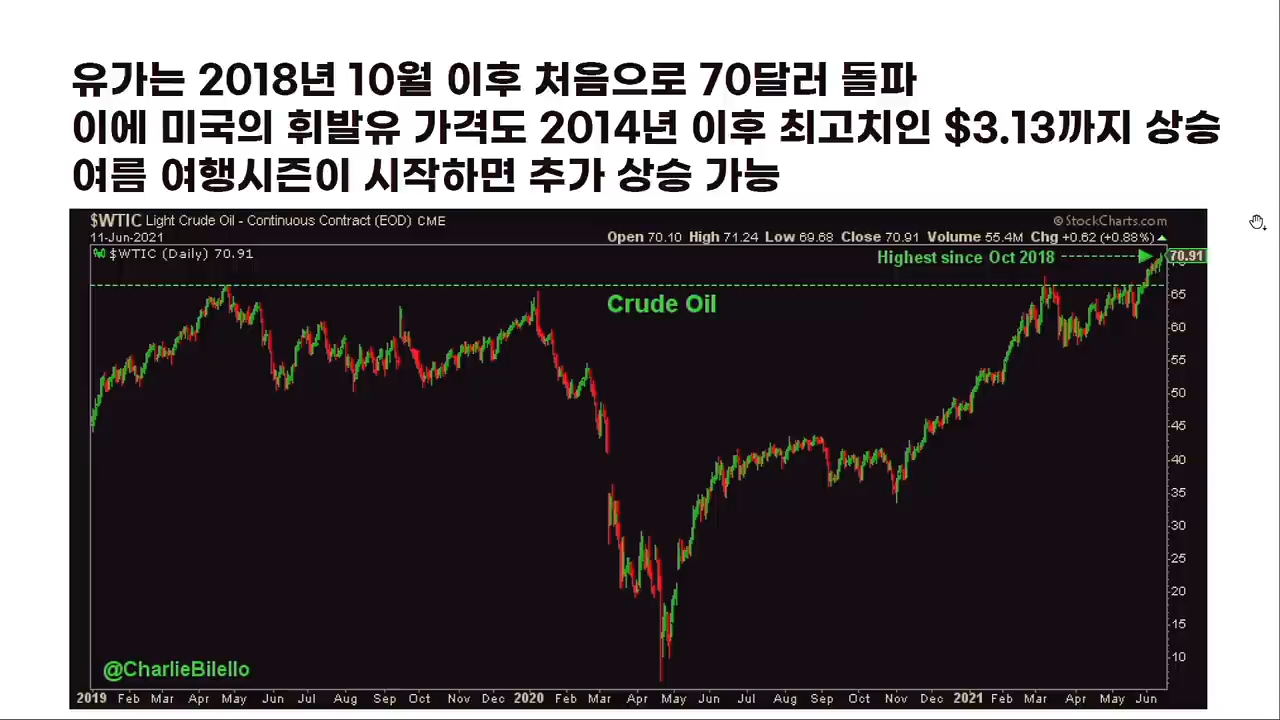 유가는 2018년 10월 이후 처음으로 70달러 돌파
이에 미국의 휘발유 가격도 2014년 이후 최고치인 $3.13까지 상승
여름 여행시즌이 시작하면 추가 상승 가능
$WTIC Light Crude Oil - Continuous Contract (EOD) CME
© StockCharts.com
11-Jun-2021
Open 70.10 High 71.24 Low 69.68 Close 70.91 Volume 55.4M Chg +0.62 (+0.88%)
$WTIC (Daily) 70.91
Highest since Oct 2018
70.91
Crude Oil
65
60
55
50
45
40
35
30
25
20
15
10
@CharlieBilello
2019 Feb Mar Apr May Jun Jul Aug Sep Oct Nov Dec 2020 Feb Mar Apr May Jun Jul Aug Sep Oct Nov Dec 2021 Feb Mar Apr May Jun